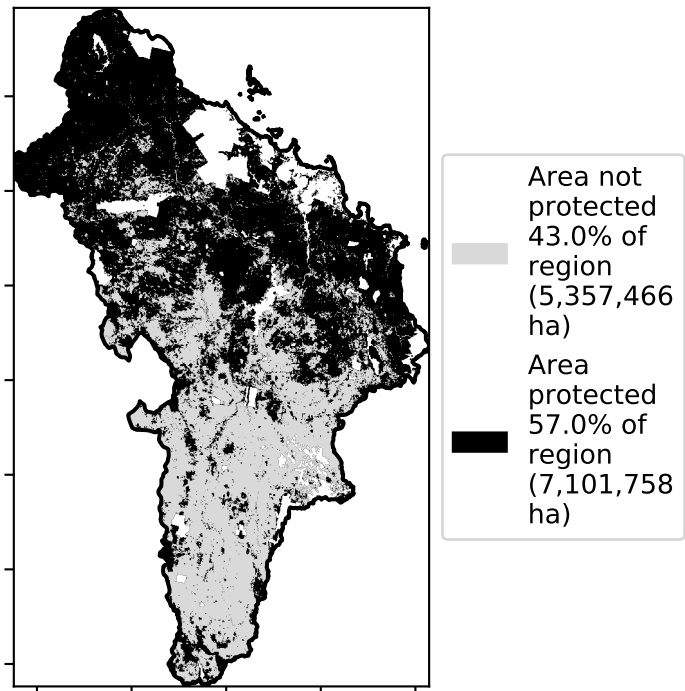 Area not
protected
43.0% of
region
(5,357,466
ha)
Area
protected
57.0% of
region
(7,101,758
ha)